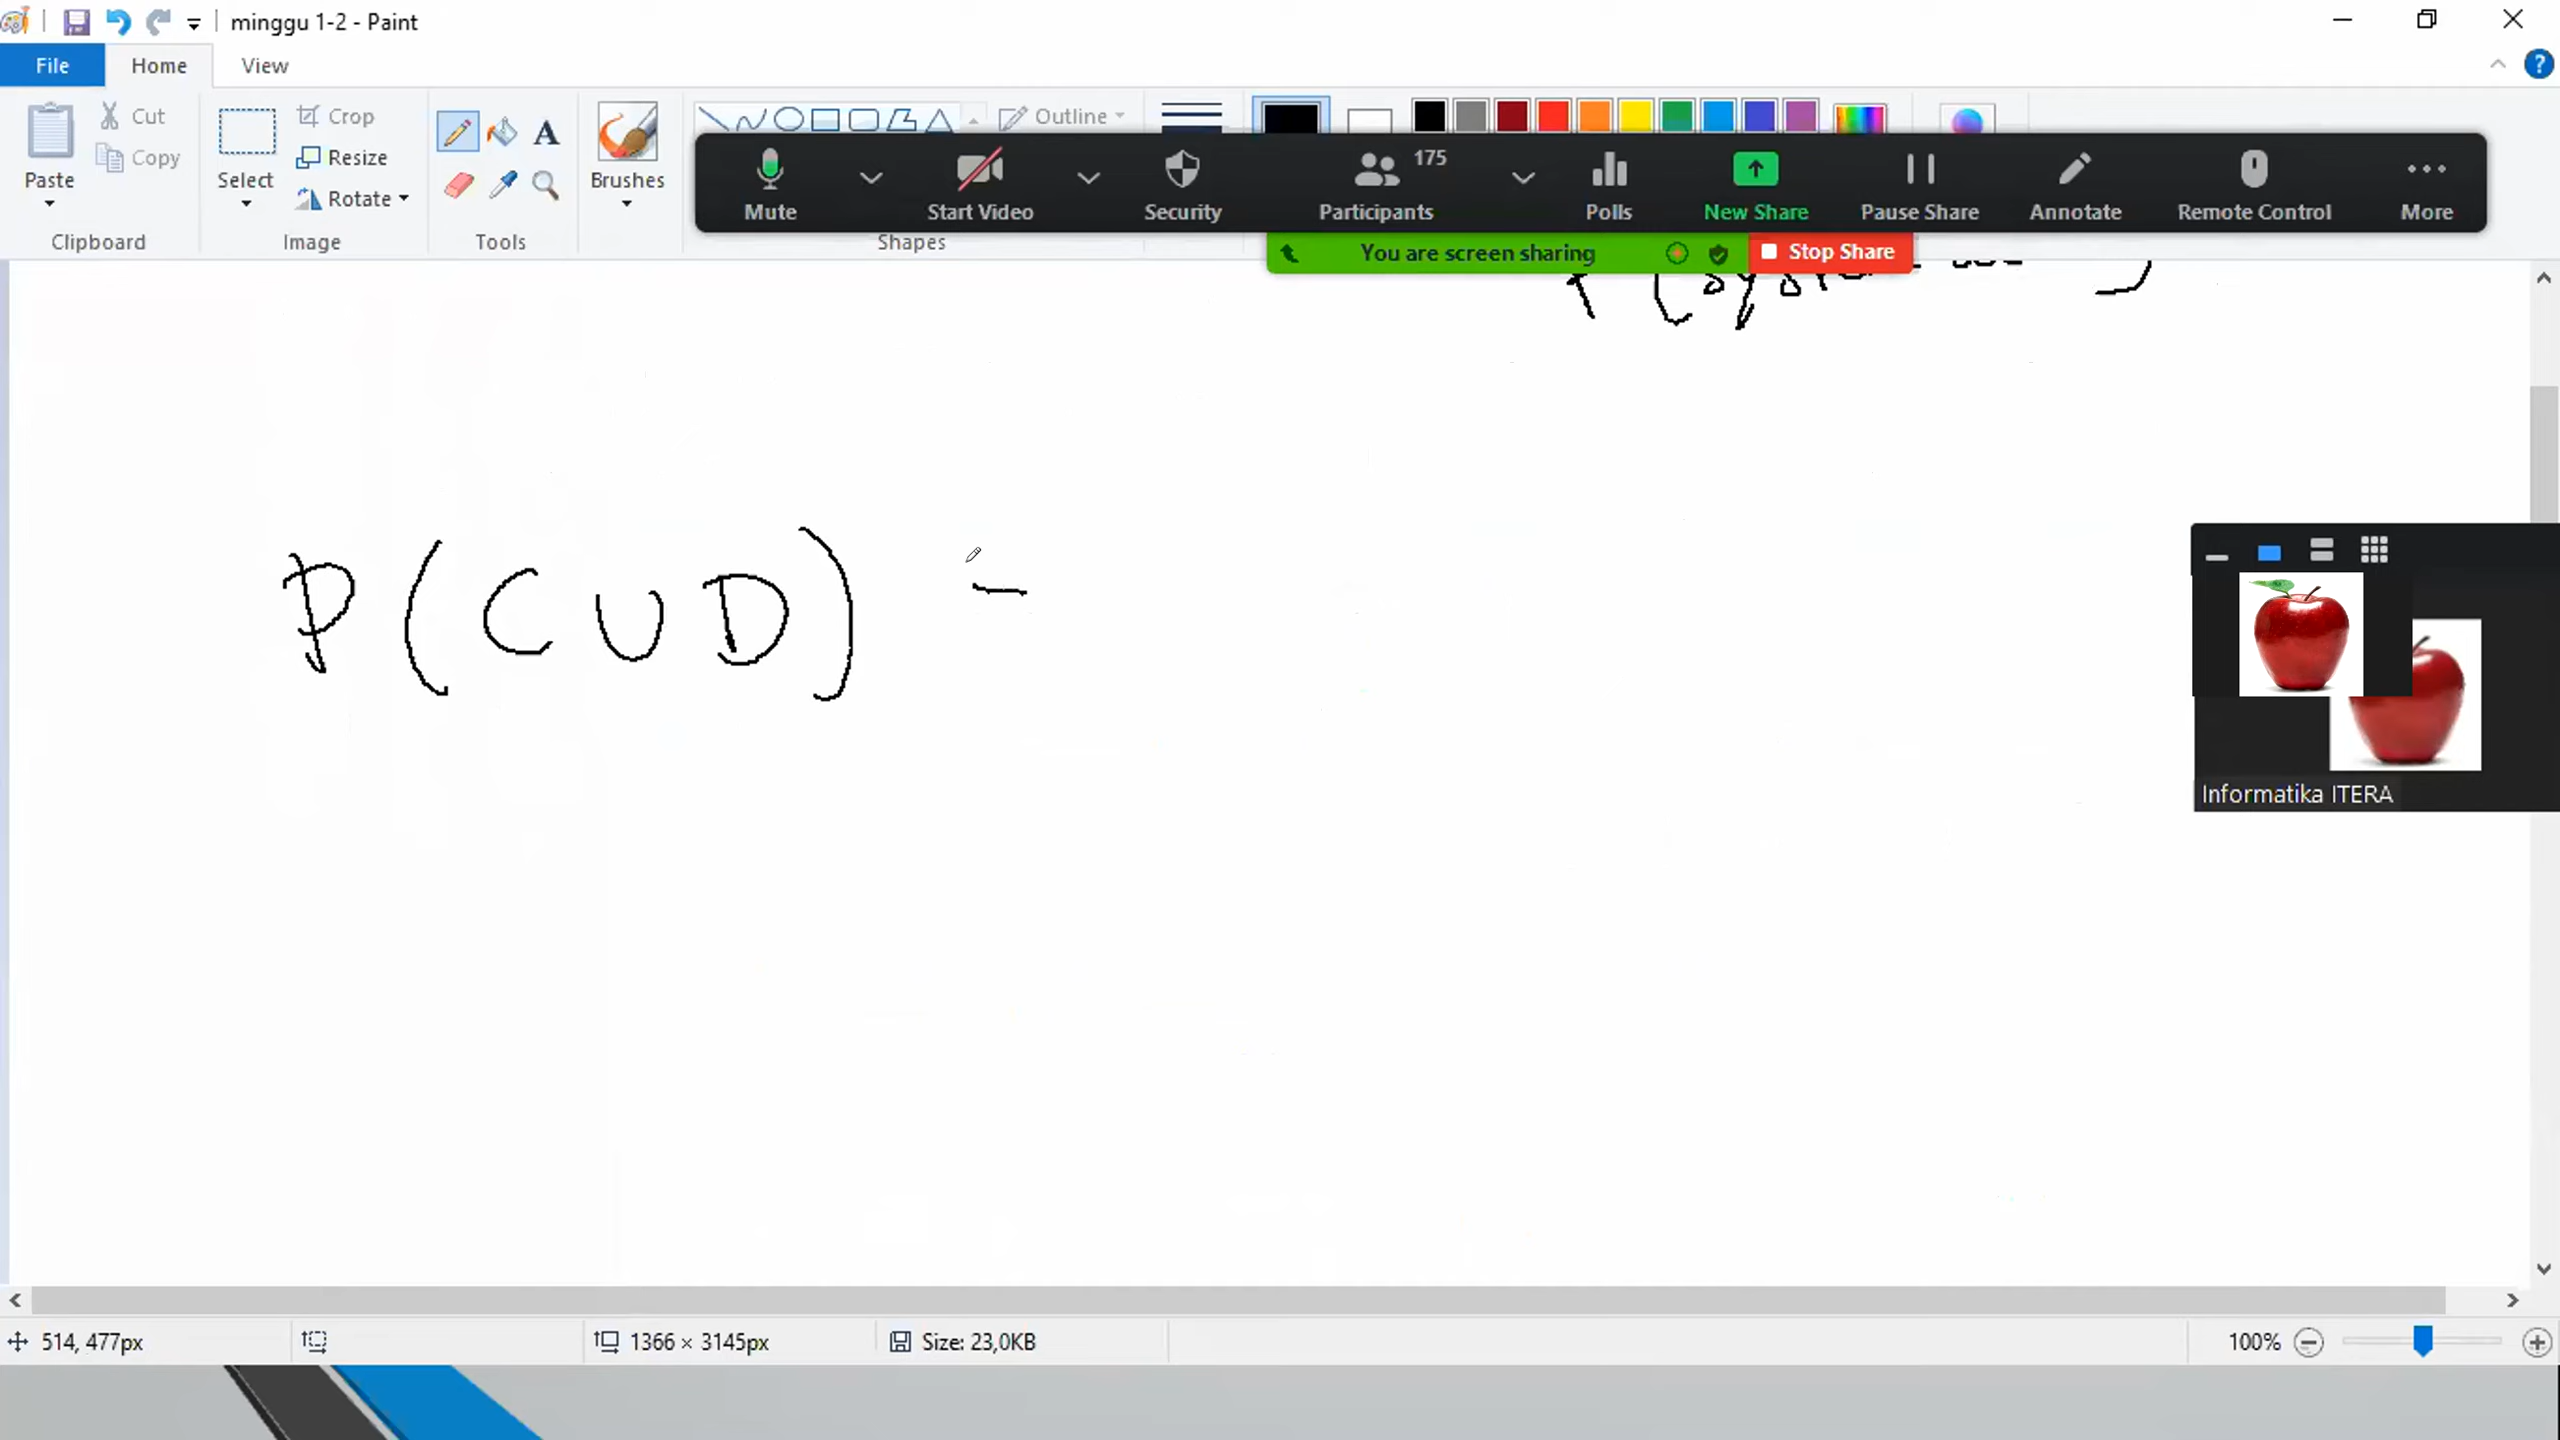 minggu 1-2 - Paint
File Home View
Paste Cut Copy Select Crop Resize Rotate Brushes Outline
Clipboard Image Tools Shapes
Mute Start Video Security Participants 175 Polls New Share Pause Share Annotate Remote Control More
You are screen sharing Stop Share
P(C∪D) =
Informatika ITERA
514, 477px 1366 × 3145px Size: 23,0KB 100%